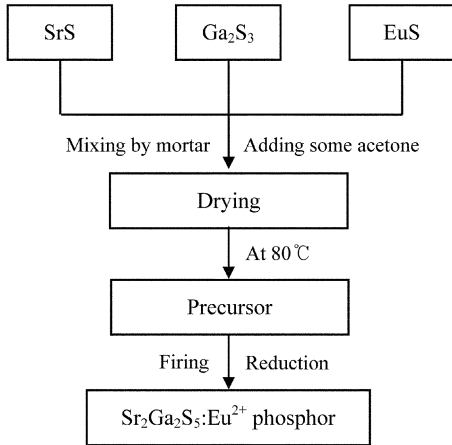 SrS Ga₂S₃ EuS
Mixing by mortar Adding some acetone
Drying
At 80℃
Precursor
Firing Reduction
Sr₂Ga₂S₅:Eu²⁺ phosphor